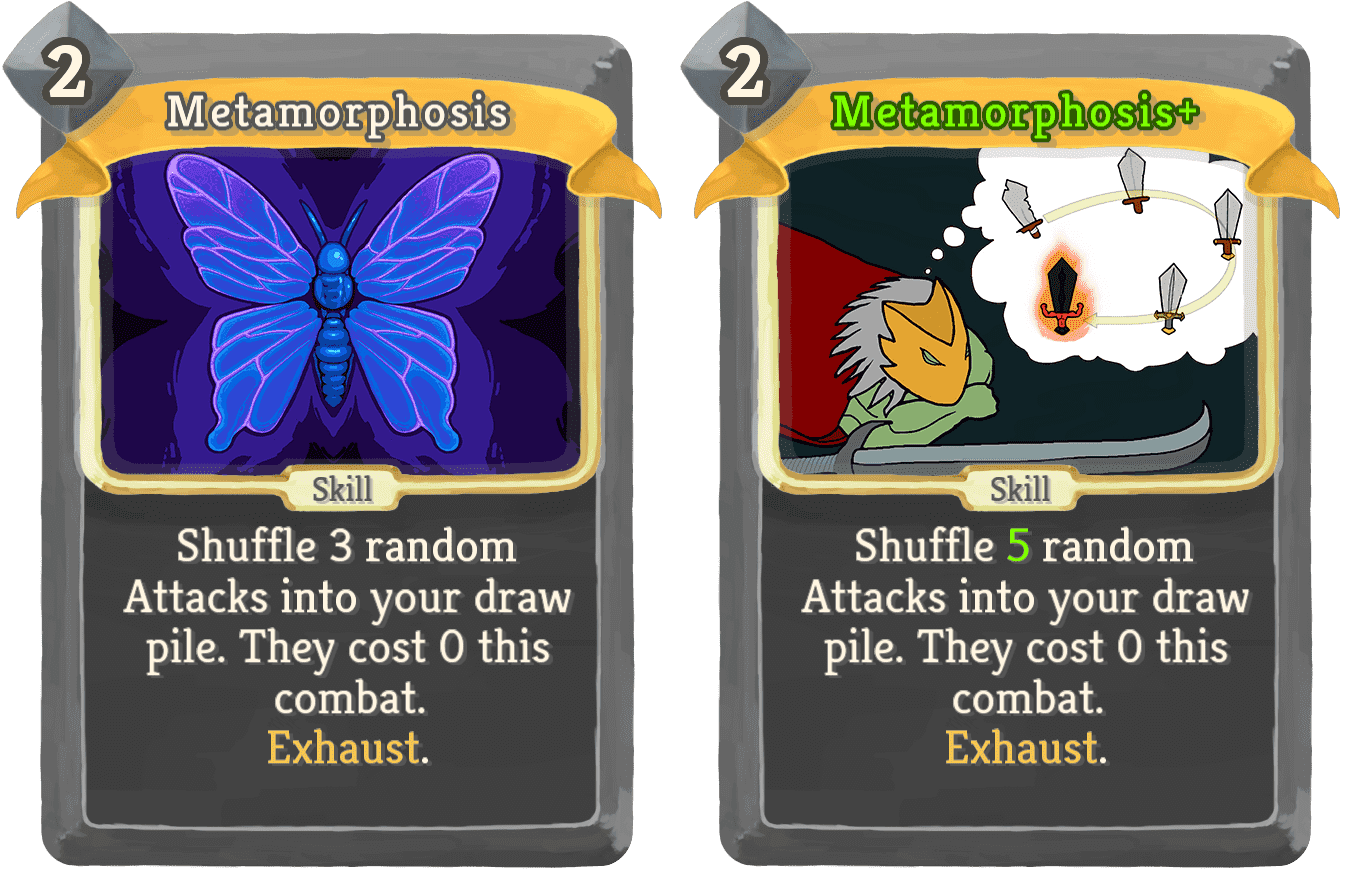 2
Metamorphosis
Skill
Shuffle 3 random
Attacks into your draw
pile. They cost 0 this
combat.
Exhaust.
2
Metamorphosis+
Skill
Shuffle 5 random
Attacks into your draw
pile. They cost 0 this
combat.
Exhaust.